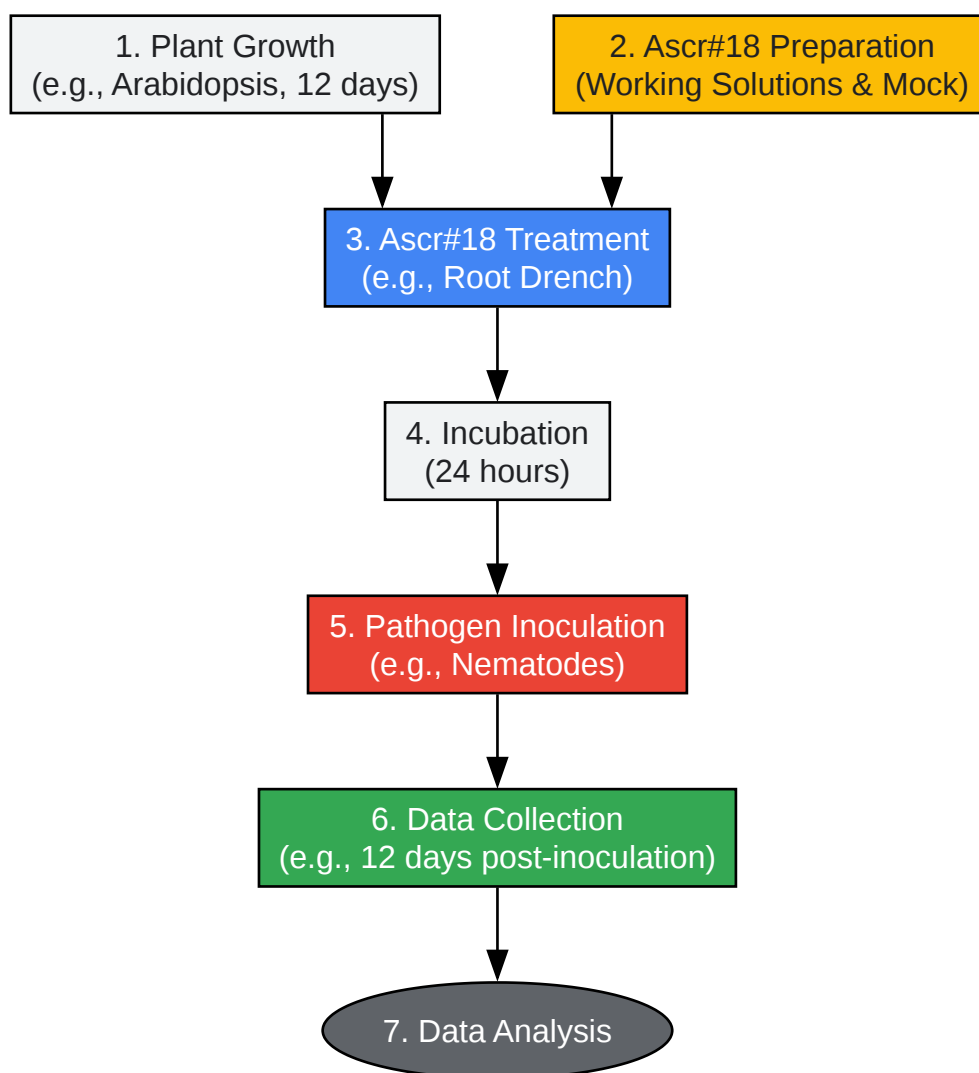 1. Plant Growth
(e.g., Arabidopsis, 12 days)
2. Ascr#18 Preparation
(Working Solutions & Mock)
3. Ascr#18 Treatment
(e.g., Root Drench)
4. Incubation
(24 hours)
5. Pathogen Inoculation
(e.g., Nematodes)
6. Data Collection
(e.g., 12 days post-inoculation)
7. Data Analysis